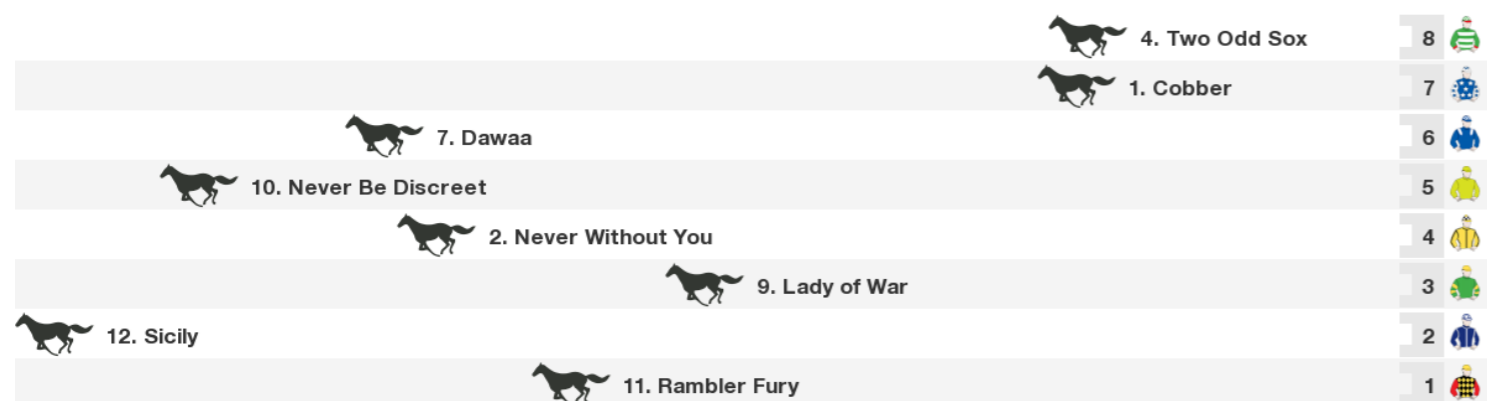 4. Two Odd Sox 8
1. Cobber 7
7. Dawaa 6
10. Never Be Discreet 5
2. Never Without You 4
9. Lady of War 3
12. Sicily 2
11. Rambler Fury 1